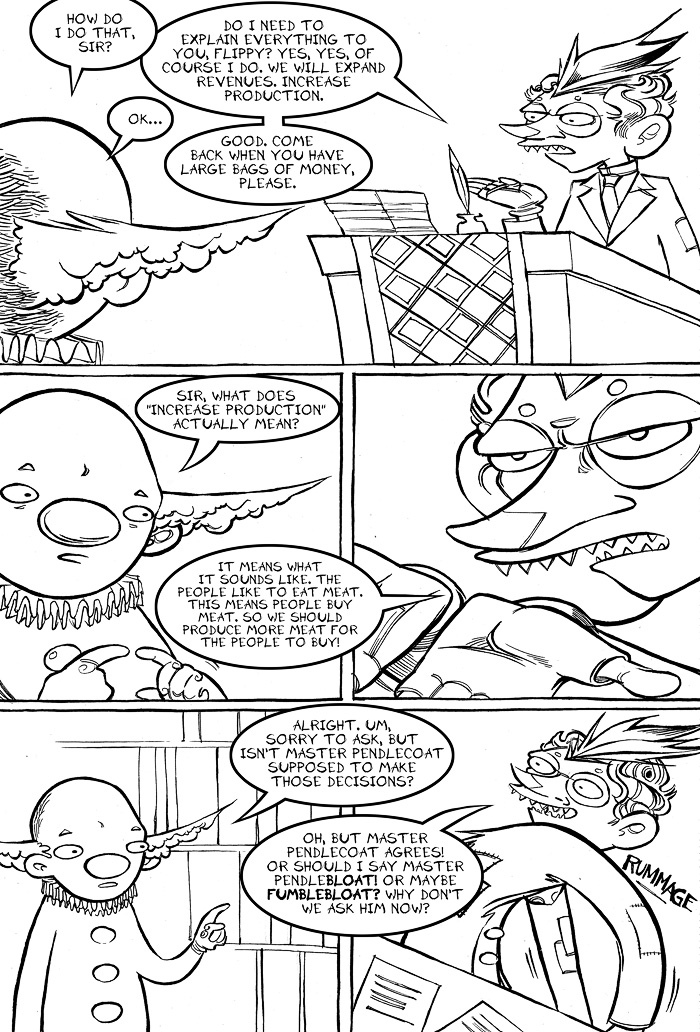 HOW DO
I DO THAT,
SIR?
DO I NEED TO
EXPLAIN EVERYTHING TO
YOU, FLIPPY? YES, YES, OF
COURSE I DO. WE WILL EXPAND
REVENUES. INCREASE
PRODUCTION.
OK...
GOOD. COME
BACK WHEN YOU HAVE
LARGE BAGS OF MONEY,
PLEASE.
SIR, WHAT DOES
"INCREASE PRODUCTION"
ACTUALLY MEAN?
IT MEANS WHAT
IT SOUNDS LIKE. THE
PEOPLE LIKE TO EAT MEAT.
THIS MEANS PEOPLE BUY
MEAT. SO WE SHOULD
PRODUCE MORE MEAT FOR
THE PEOPLE TO BUY!
ALRIGHT. UM,
SORRY TO ASK, BUT
ISN'T MASTER PENDLECOAT
SUPPOSED TO MAKE
THOSE DECISIONS?
OH, BUT MASTER
PENDLECOAT AGREES!
OR SHOULD I SAY MASTER
PENDLEBLOAT! OR MAYBE
FUMBLEBLOAT? WHY DON'T
WE ASK HIM NOW?
RUMMAGE